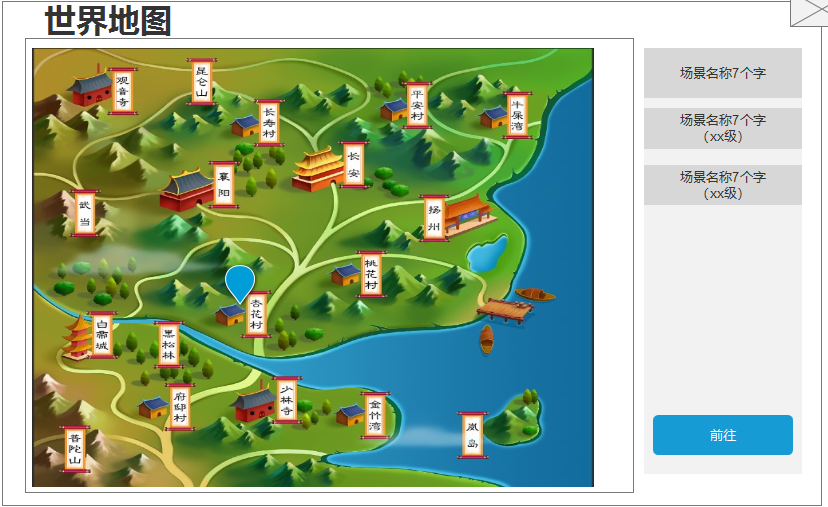 世界地图
观音寺
昆仑山
长寿村
平安村
牛屎湾
长安
襄阳
武当
扬州
桃花村
杏花村
白帝城
黑松林
府邸村
少林寺
金竹湾
岚岛
普陀山
场景名称7个字
场景名称7个字
（xx级）
场景名称7个字
（xx级）
前往